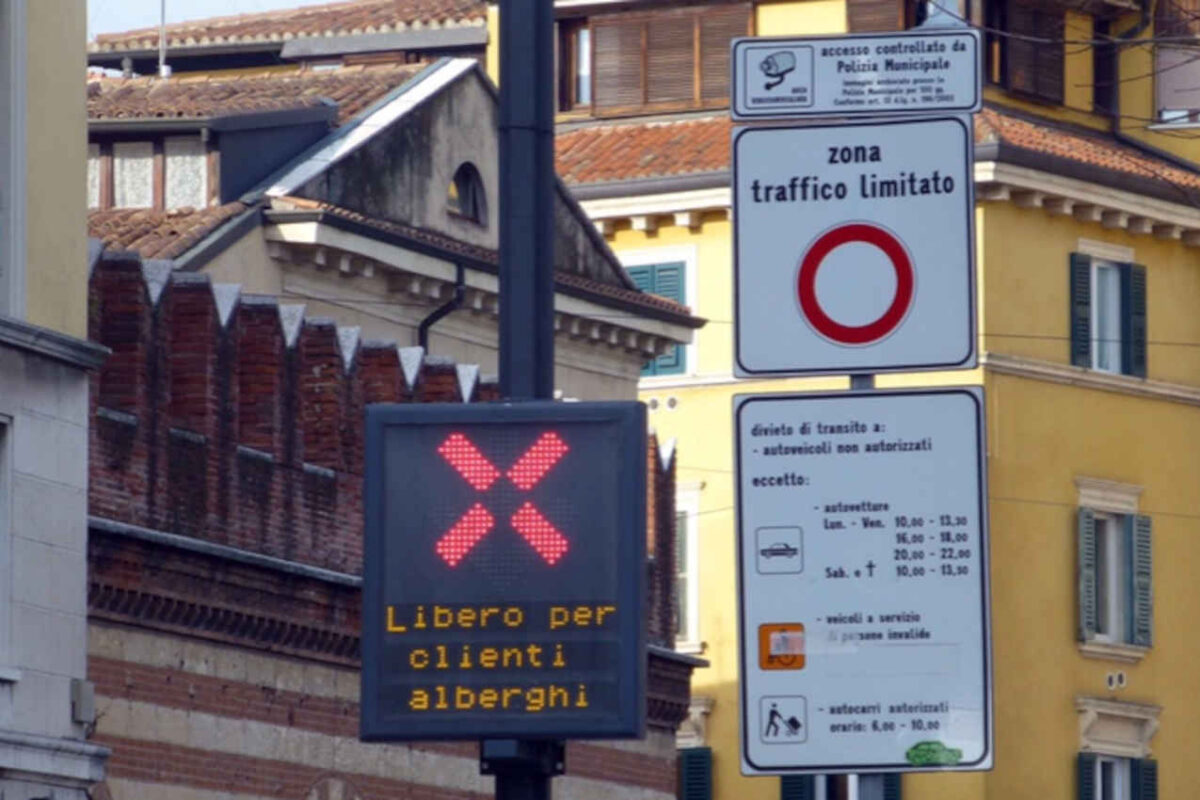 accesso controllato da
Polizia Municipale
zona
traffico limitato
divieto di transito a:
- autoveicoli non autorizzati
eccetto:
- autovetture
Lun. - Ven. 10,00 - 13,30
16,00 - 18,00
20,00 - 22,00
Sab. e † 10,00 - 13,30
- veicoli a servizio
di persone invalide
- autocarri autorizzati
orario: 6,00 - 10,00
Libero per
clienti
alberghi